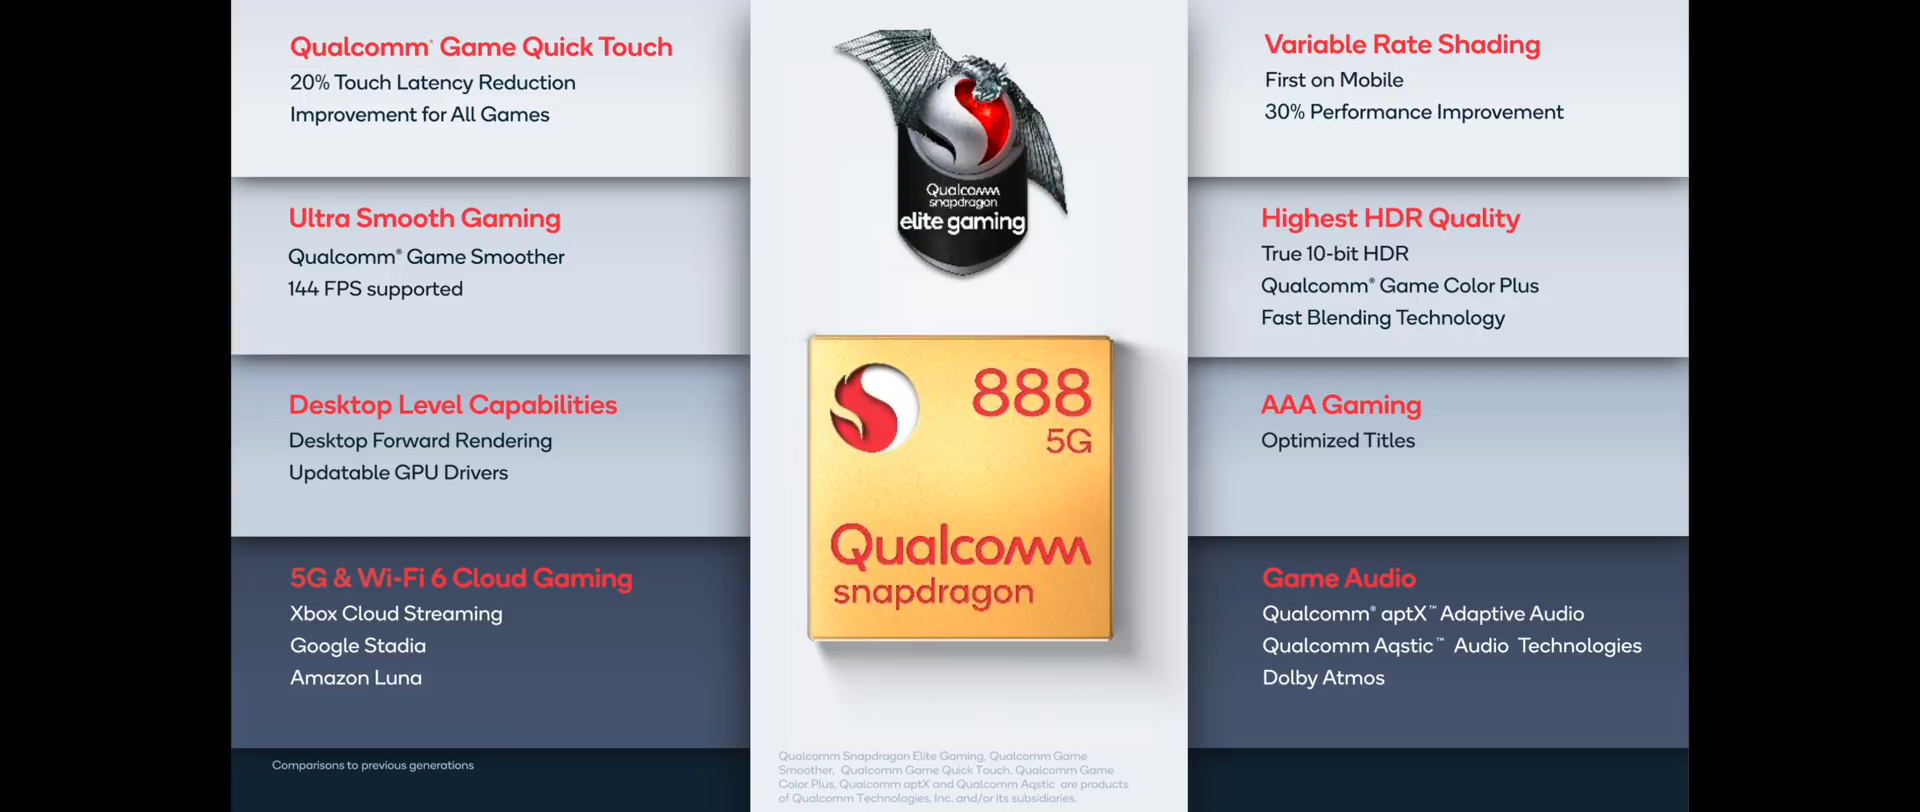 Qualcomm® Game Quick Touch
20% Touch Latency Reduction
Improvement for All Games
Ultra Smooth Gaming
Qualcomm® Game Smoother
144 FPS supported
Desktop Level Capabilities
Desktop Forward Rendering
Updatable GPU Drivers
5G & Wi-Fi 6 Cloud Gaming
Xbox Cloud Streaming
Google Stadia
Amazon Luna
Comparisons to previous generations
Qualcomm
snapdragon
elite gaming
888
5G
Qualcomm
snapdragon
Qualcomm Snapdragon Elite Gaming, Qualcomm Game
Smoother, Qualcomm Game Quick Touch, Qualcomm Game
Color Plus, Qualcomm aptX and Qualcomm Aqstic are products
of Qualcomm Technologies, Inc. and/or its subsidiaries.
Variable Rate Shading
First on Mobile
30% Performance Improvement
Highest HDR Quality
True 10-bit HDR
Qualcomm® Game Color Plus
Fast Blending Technology
AAA Gaming
Optimized Titles
Game Audio
Qualcomm® aptX™ Adaptive Audio
Qualcomm Aqstic™ Audio Technologies
Dolby Atmos